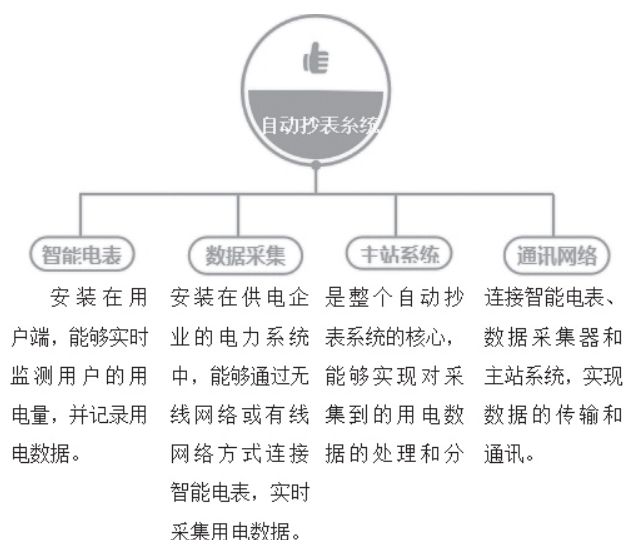 自动抄表系统
智能电表
安装在用
户端，能够实时
监测用户的用
电量，并记录用
电数据。
数据采集
安装在供电企
业的电力系统
中，能够通过无
线网络或有线
网络方式连接
智能电表，实时
采集用电数据。
主站系统
是整个自动抄
表系统的核心，
能够实现对采
集到的用电数
据的处理和分
通讯网络
连接智能电表、
数据采集器和
主站系统，实现
数据的传输和
通讯。